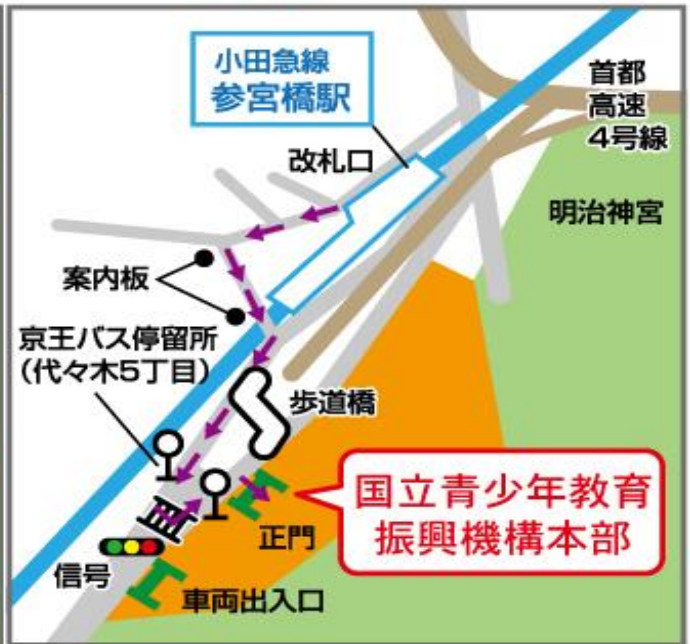 小田急線
参宮橋駅
首都
高速
4号線
改札口
明治神宮
案内板
京王バス停留所
（代々木5丁目）
歩道橋
国立青少年教育
振興機構本部
正門
信号
車両出入口